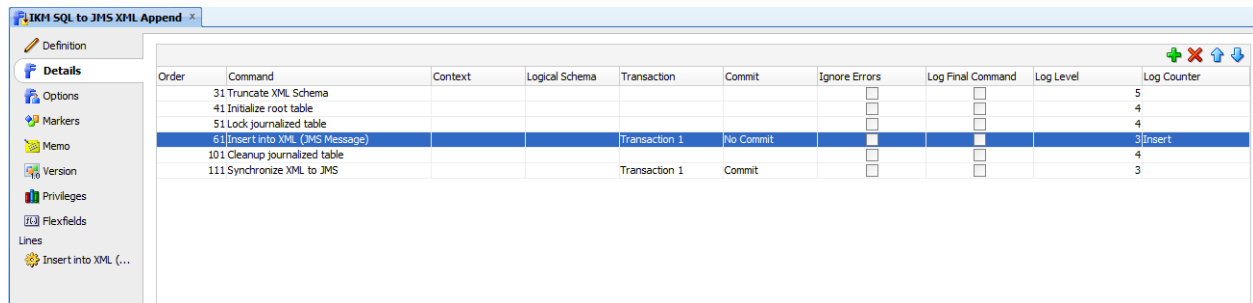 IKM SQL to JMS XML Append
Definition
Details
Options
Markers
Memo
Version
Privileges
Flexfields
Lines
Insert into XML (...
Order Command Context Logical Schema Transaction Commit Ignore Errors Log Final Command Log Level Log Counter
31 Truncate XML Schema 5
41 Initialize root table 4
51 Lock journalized table 4
61 Insert into XML (JMS Message) Transaction 1 No Commit 3 Insert
101 Cleanup journalized table 4
111 Synchronize XML to JMS Transaction 1 Commit 3